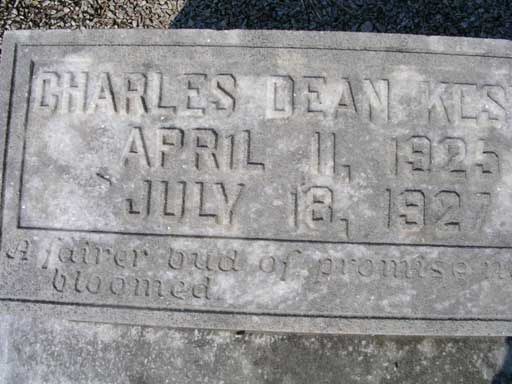 CHARLES DEAN KES
APRIL 11, 1925
JULY 18, 1927
A fairer bud of promise n
bloomed